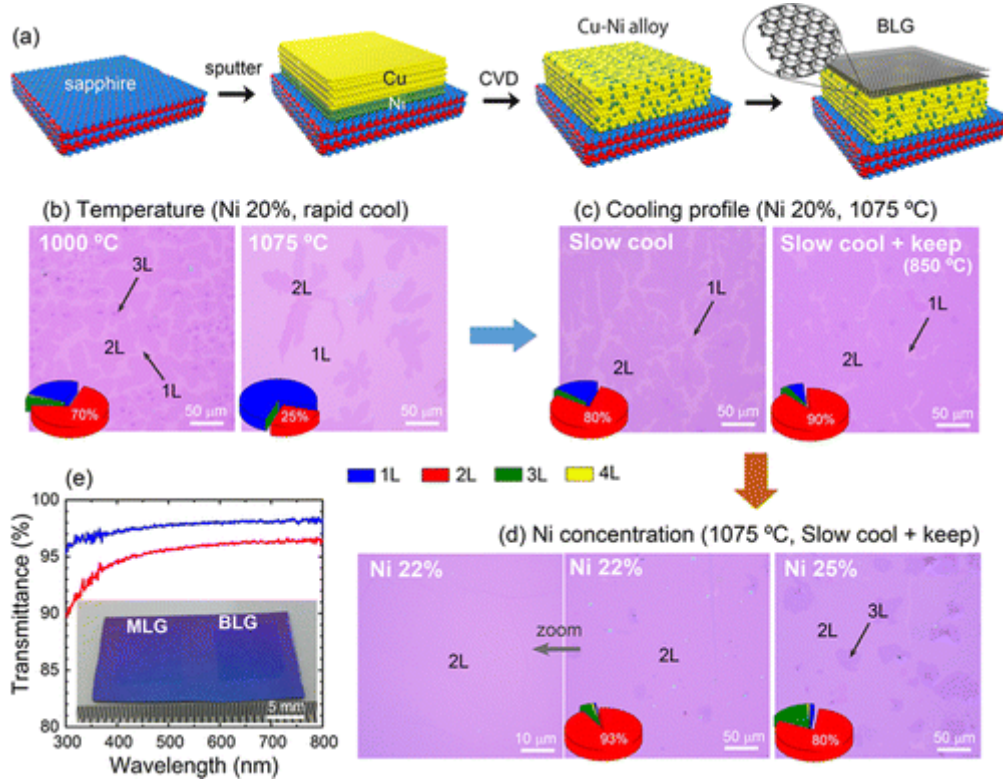 (a)
sapphire
sputter
Cu
Ni
CVD
Cu-Ni alloy
BLG
(b) Temperature (Ni 20%, rapid cool)
1000 ºC
3L
2L
1L
70%
50 μm
1075 ºC
2L
1L
25%
50 μm
(c) Cooling profile (Ni 20%, 1075 ºC)
Slow cool
1L
2L
80%
50 μm
Slow cool + keep
(850 ºC)
1L
2L
90%
50 μm
1L 2L 3L 4L
(e)
Transmittance (%)
100
95
90
85
80
MLG BLG
5 mm
300 400 500 600 700 800
Wavelength (nm)
(d) Ni concentration (1075 ºC, Slow cool + keep)
Ni 22%
2L
10 μm
zoom
Ni 22%
2L
93%
50 μm
Ni 25%
2L
3L
80%
50 μm